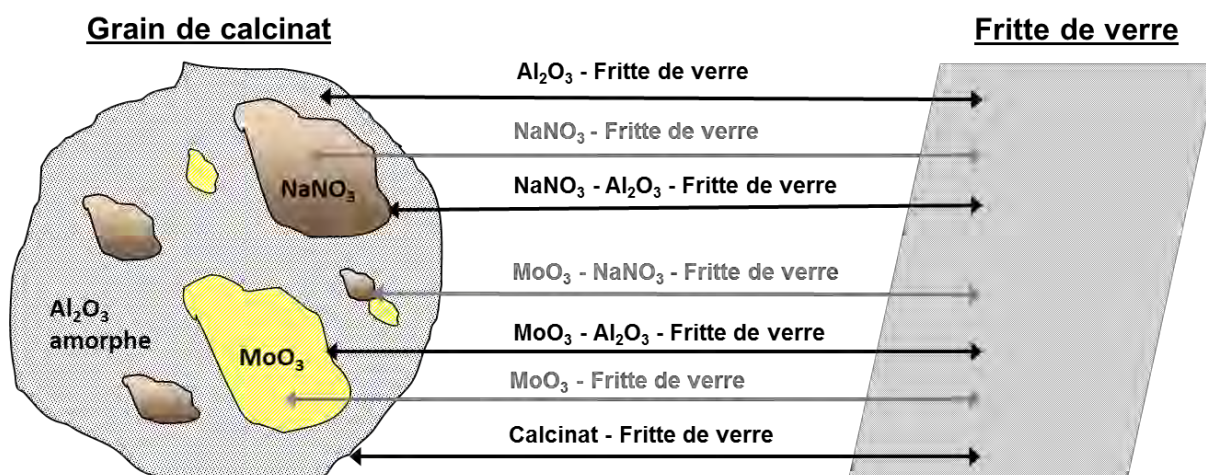 Grain de calcinat
Fritte de verre
Al₂O₃ - Fritte de verre
NaNO₃ - Fritte de verre
NaNO₃ - Al₂O₃ - Fritte de verre
MoO₃ - NaNO₃ - Fritte de verre
MoO₃ - Al₂O₃ - Fritte de verre
MoO₃ - Fritte de verre
Calcinat - Fritte de verre
NaNO₃
Al₂O₃
amorphe
MoO₃